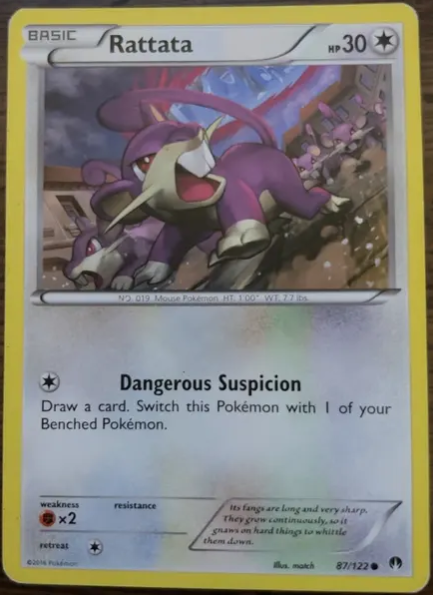 BASIC
Rattata
HP 30
NO. 019 Mouse Pokémon HT: 1'00" WT: 7.7 lbs.
Dangerous Suspicion
Draw a card. Switch this Pokémon with 1 of your
Benched Pokémon.
weakness resistance
×2
retreat
Its fangs are long and very sharp.
They grow continuously, so it
gnaws on hard things to whittle
them down.
©2016 Pokémon
Illus. match 87/122